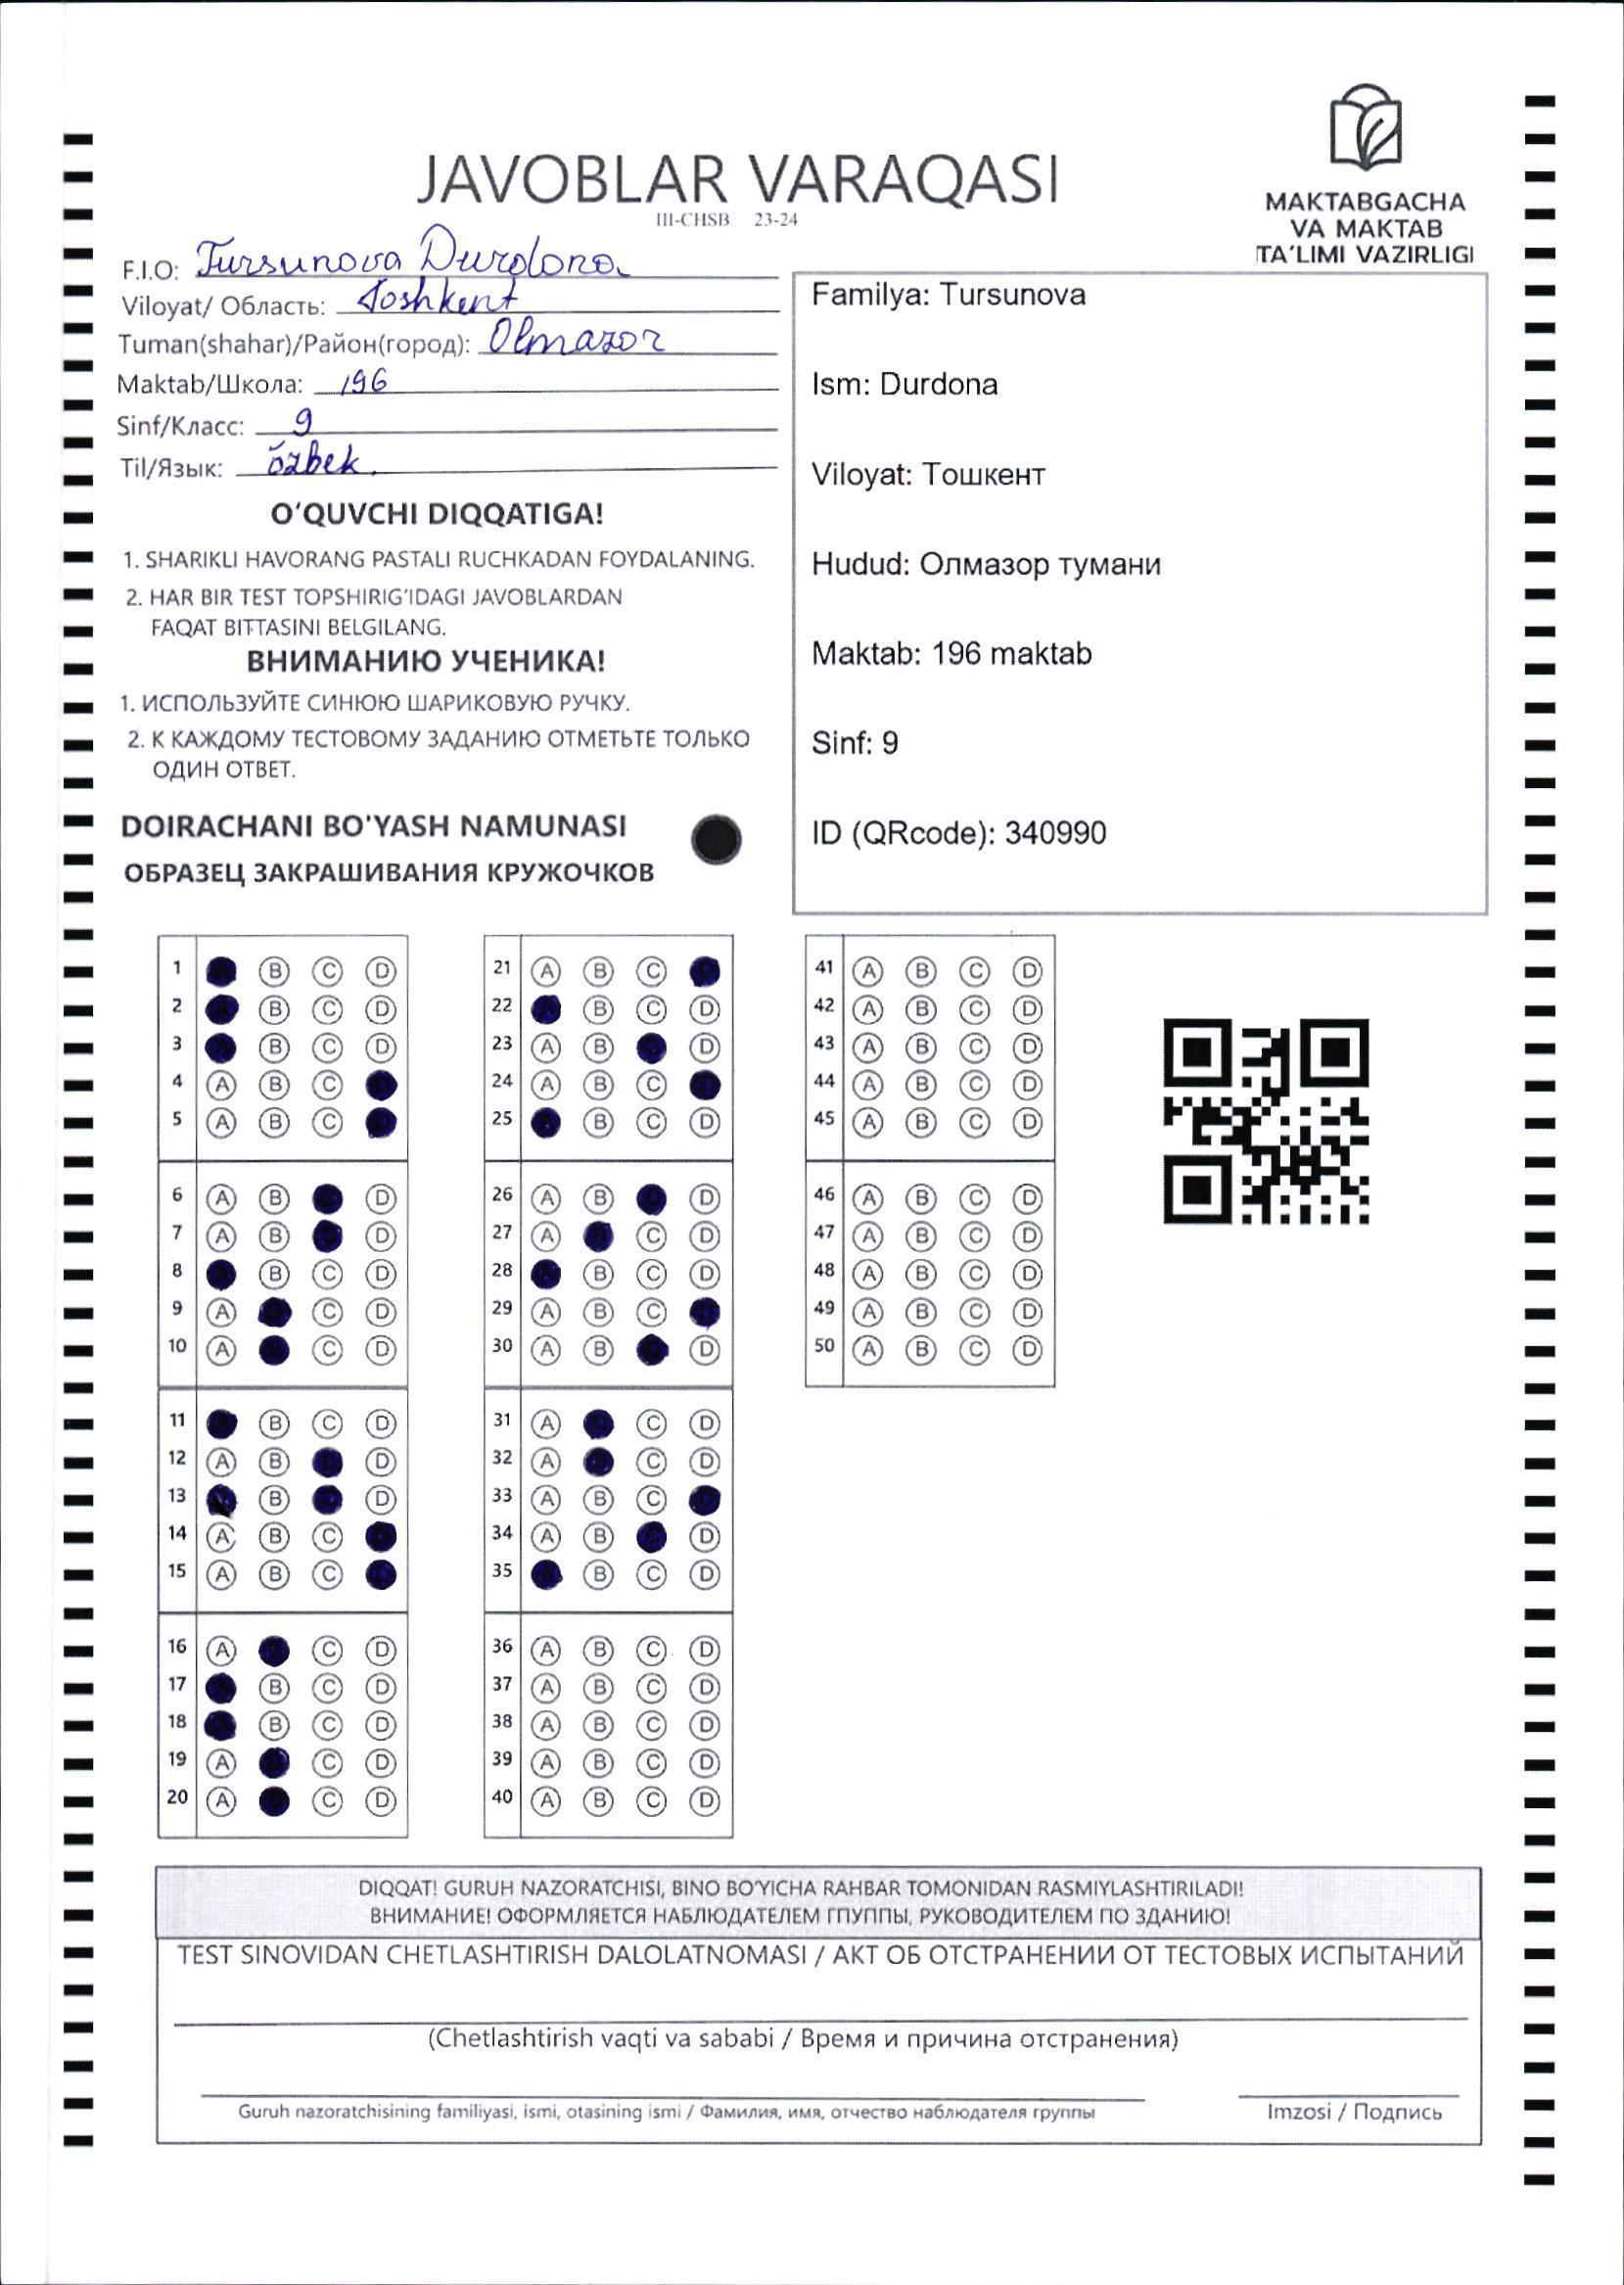 JAVOBLAR VARAQASI
III-CHSB 23-24
MAKTABGACHA
VA MAKTAB
TA'LIMI VAZIRLIGI
F.I.O: Tursunova Durdona
Viloyat/ Область: Toshkent
Tuman(shahar)/Район(город): Olmazor
Maktab/Школа: 196
Sinf/Класс: 9
Til/Язык: õzbek.
O'QUVCHI DIQQATIGA!
1. SHARIKLI HAVORANG PASTALI RUCHKADAN FOYDALANING.
2. HAR BIR TEST TOPSHIRIG'IDAGI JAVOBLARDAN
FAQAT BITTASINI BELGILANG.
ВНИМАНИЮ УЧЕНИКА!
1. ИСПОЛЬЗУЙТЕ СИНЮЮ ШАРИКОВУЮ РУЧКУ.
2. К КАЖДОМУ ТЕСТОВОМУ ЗАДАНИЮ ОТМЕТЬТЕ ТОЛЬКО
ОДИН ОТВЕТ.
DOIRACHANI BO'YASH NAMUNASI
ОБРАЗЕЦ ЗАКРАШИВАНИЯ КРУЖОЧКОВ
Familya: Tursunova
Ism: Durdona
Viloyat: Тошкент
Hudud: Олмазор тумани
Maktab: 196 maktab
Sinf: 9
ID (QRcode): 340990
1 B C D
2 B C D
3 B C D
4 A B C
5 A B C
6 A B D
7 A B D
8 B C D
9 A C D
10 A C D
11 B C D
12 A B D
13 B D
14 A B C
15 A B C
16 A C D
17 B C D
18 B C D
19 A C D
20 A C D
21 A B C
22 B C D
23 A B D
24 A B C
25 B C D
26 A B D
27 A C D
28 B C D
29 A B C
30 A B D
31 A C D
32 A C D
33 A B C
34 A B D
35 B C D
36 A B C D
37 A B C D
38 A B C D
39 A B C D
40 A B C D
41 A B C D
42 A B C D
43 A B C D
44 A B C D
45 A B C D
46 A B C D
47 A B C D
48 A B C D
49 A B C D
50 A B C D
DIQQAT! GURUH NAZORATCHISI, BINO BO'YICHA RAHBAR TOMONIDAN RASMIYLASHTIRILADI!
ВНИМАНИЕ! ОФОРМЛЯЕТСЯ НАБЛЮДАТЕЛЕМ ГПУППЫ, РУКОВОДИТЕЛЕМ ПО ЗДАНИЮ!
TEST SINOVIDAN CHETLASHTIRISH DALOLATNOMASI / АКТ ОБ ОТСТРАНЕНИИ ОТ ТЕСТОВЫХ ИСПЫТАНИЙ
(Chetlashtirish vaqti va sababi / Время и причина отстранения)
Guruh nazoratchisining familiyasi, ismi, otasining ismi / Фамилия, имя, отчество наблюдателя группы
Imzosi / Подпись